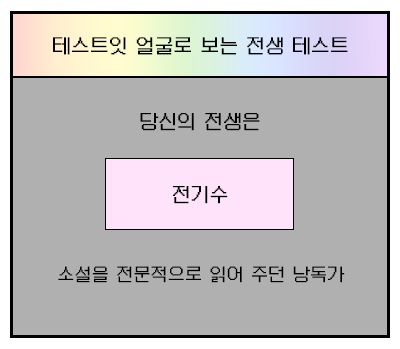 테스트잇 얼굴로 보는 전생 테스트
당신의 전생은
전기수
소설을 전문적으로 읽어 주던 낭독가